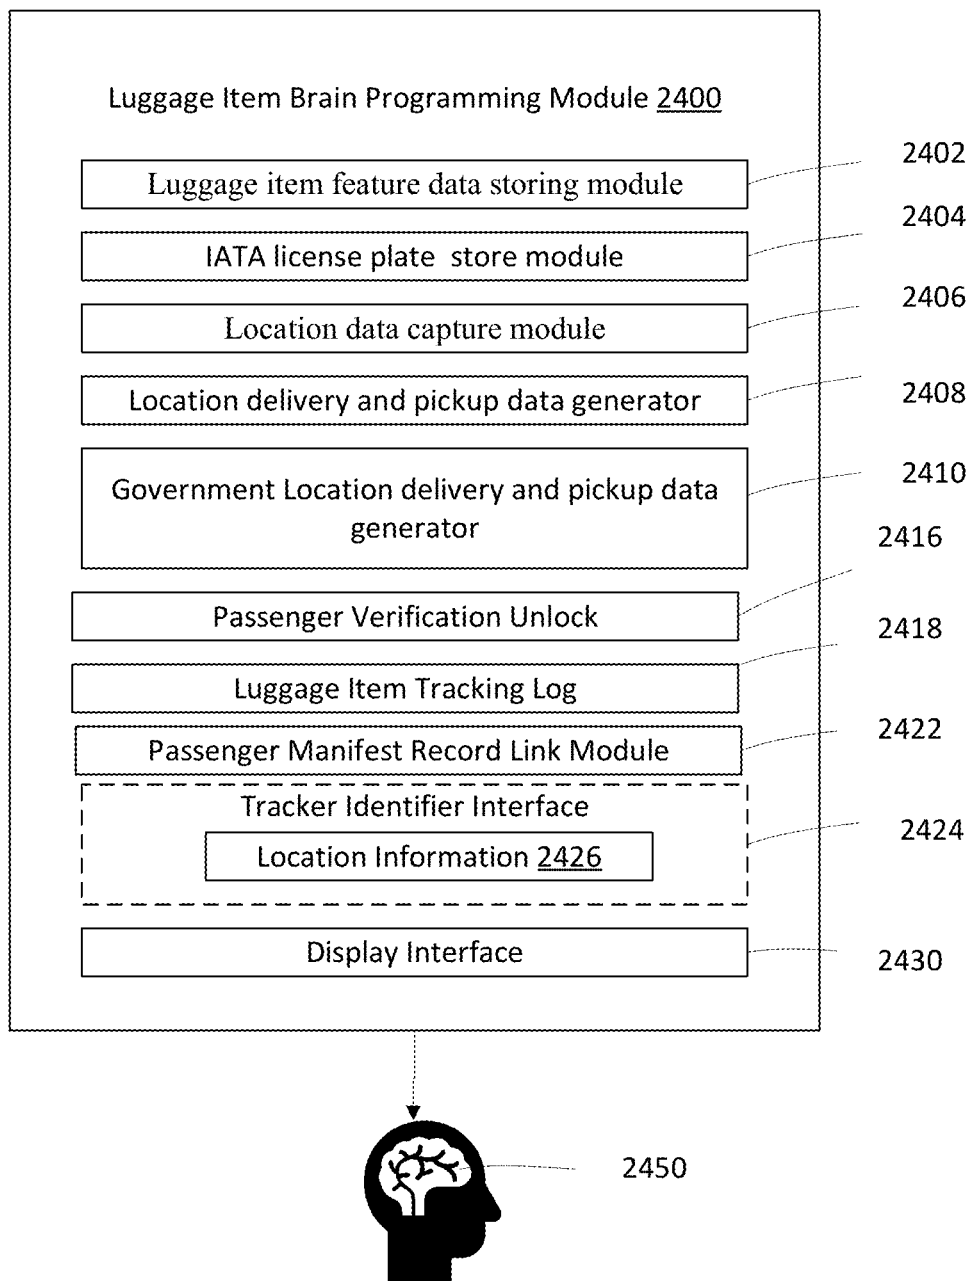 Luggage Item Brain Programming Module 2400
2402
Luggage item feature data storing module
2404
IATA license plate store module
2406
Location data capture module
2408
Location delivery and pickup data generator
2410
Government Location delivery and pickup data
generator
2416
Passenger Verification Unlock
2418
Luggage Item Tracking Log
2422
Passenger Manifest Record Link Module
Tracker Identifier Interface
2424
Location Information 2426
Display Interface
2430
2450